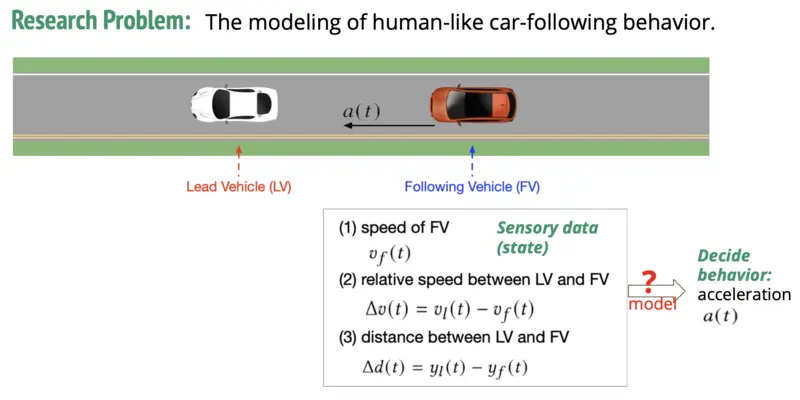 Research Problem: The modeling of human-like car-following behavior.
a(t)
Lead Vehicle (LV)
Following Vehicle (FV)
(1) speed of FV
v_f(t)
Sensory data
(state)
(2) relative speed between LV and FV
Δv(t) = v_l(t) − v_f(t)
(3) distance between LV and FV
Δd(t) = y_l(t) − y_f(t)
?
model
Decide
behavior:
acceleration
a(t)